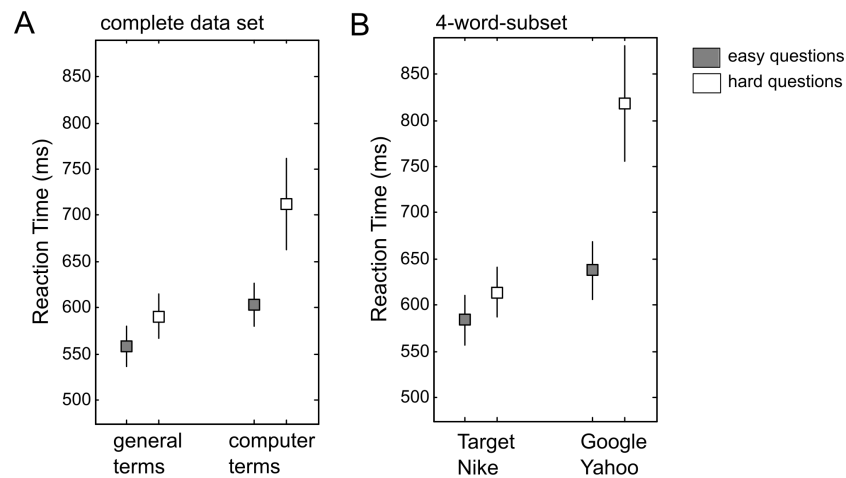 A
complete data set
Reaction Time (ms)
850
800
750
700
650
600
550
500
general
terms
computer
terms
B
4-word-subset
Reaction Time (ms)
850
800
750
700
650
600
550
500
Target
Nike
Google
Yahoo
easy questions
hard questions